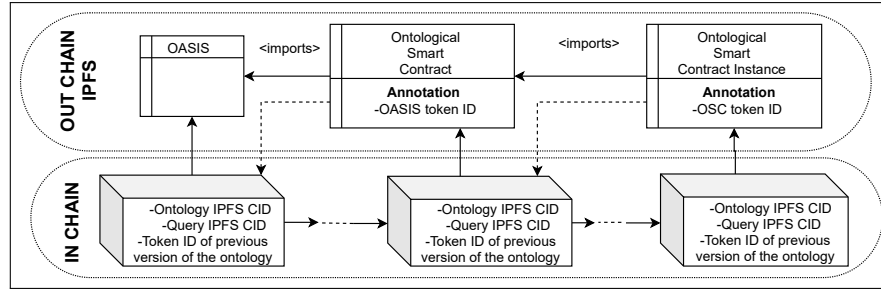 OUT CHAIN
IPFS
OASIS
<imports>
Ontological
Smart
Contract
Annotation
-OASIS token ID
<imports>
Ontological
Smart
Contract Instance
Annotation
-OSC token ID
IN CHAIN
-Ontology IPFS CID
-Query IPFS CID
-Token ID of previous
version of the ontology
-Ontology IPFS CID
-Query IPFS CID
-Token ID of previous
version of the ontology
-Ontology IPFS CID
-Query IPFS CID
-Token ID of previous
version of the ontology